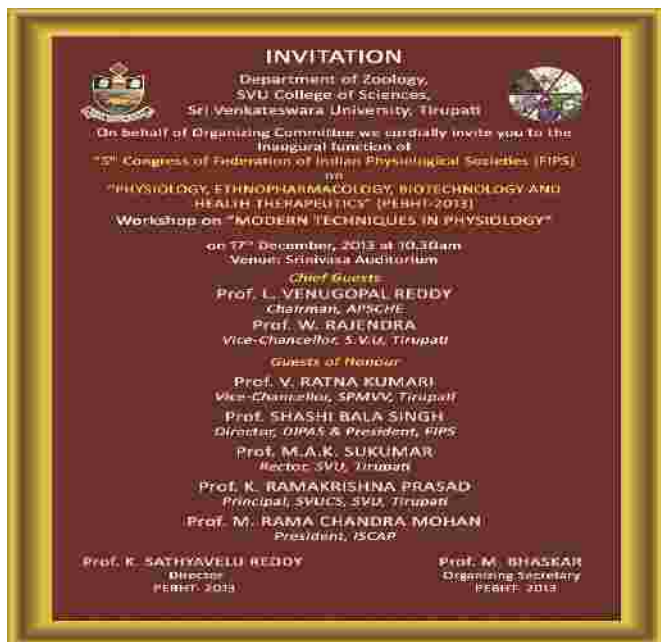 INVITATION
Department of Zoology,
SVU College of Sciences,
Sri Venkateswara University, Tirupati
On behalf of Organizing Committee we cordially invite you to the
Inaugural function of
"5th Congress of Federation of Indian Physiological Societies (FIPS)
on
"PHYSIOLOGY, ETHNOPHARMACOLOGY, BIOTECHNOLOGY AND
HEALTH THERAPEUTICS" (PEBHT-2013)
Workshop on "MODERN TECHNIQUES IN PHYSIOLOGY"
on 17th December, 2013 at 10.30am
Venue: Srinivasa Auditorium
Chief Guests
Prof. L. VENUGOPAL REDDY
Chairman, APSCHE
Prof. W. RAJENDRA
Vice-Chancellor, S.V.U, Tirupati
Guests of Honour
Prof. V. RATNA KUMARI
Vice-Chancellor, SPMVV, Tirupati
Prof. SHASHI BALA SINGH
Director, DIPAS & President, FIPS
Prof. M.A.K. SUKUMAR
Rector, SVU, Tirupati
Prof. K. RAMAKRISHNA PRASAD
Principal, SVUCS, SVU, Tirupati
Prof. M. RAMA CHANDRA MOHAN
President, ISCAP
Prof. K. SATHYAVELU REDDY
Director
PEBHT- 2013
Prof. M. BHASKAR
Organizing Secretary
PEBHT- 2013